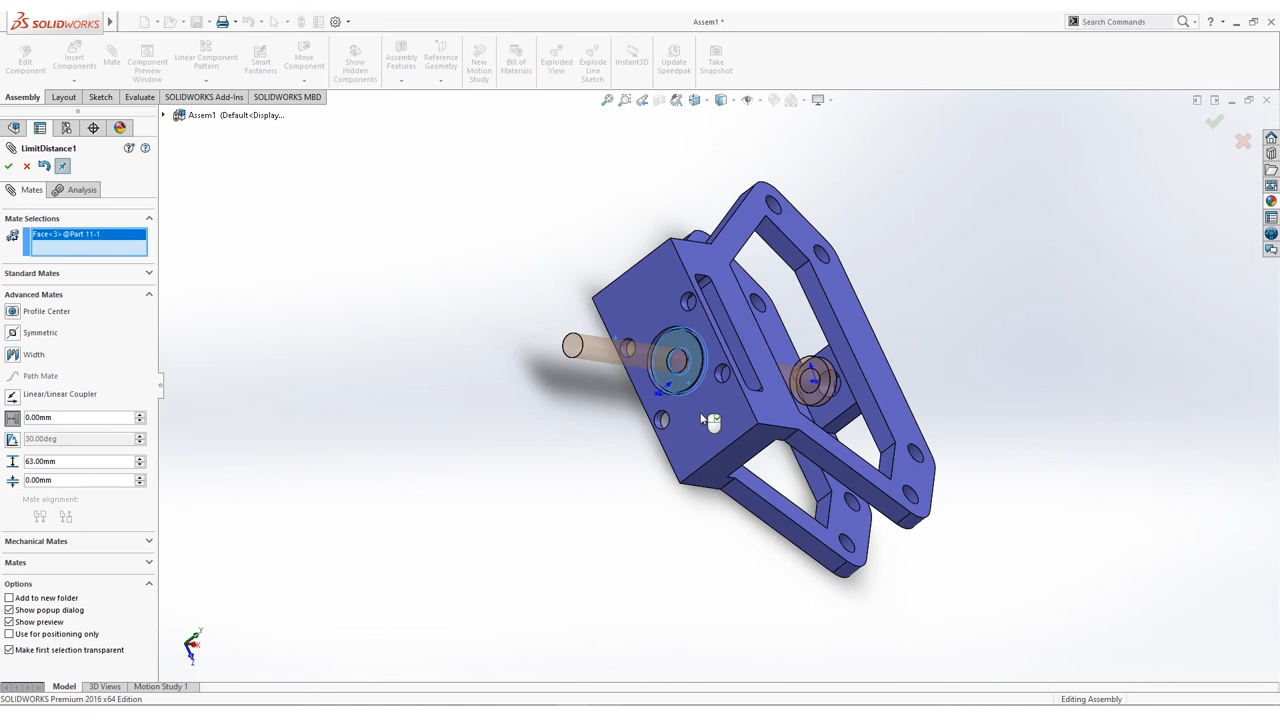 SOLIDWORKS
Assem1 *
Search Commands
?
Edit Component
Insert Components
Mate
Component Preview Window
Linear Component Pattern
Smart Fasteners
Move Component
Show Hidden Components
Assembly Features
Reference Geometry
New Motion Study
Bill of Materials
Exploded View
Explode Line Sketch
Instant3D
Update Speedpak
Take Snapshot
Assembly
Layout
Sketch
Evaluate
SOLIDWORKS Add-Ins
SOLIDWORKS MBD
Assem1 (Default<Display...
LimitDistance1
Mates
Analysis
Mate Selections
Face<3>@Part 11-1
Standard Mates
Advanced Mates
Profile Center
Symmetric
Width
Path Mate
Linear/Linear Coupler
0.00mm
30.00deg
63.00mm
0.00mm
Mate alignment:
Mechanical Mates
Mates
Options
Add to new folder
Show popup dialog
Show preview
Use for positioning only
Make first selection transparent
Y
X
Z
Model
3D Views
Motion Study 1
SOLIDWORKS Premium 2016 x64 Edition
Editing Assembly